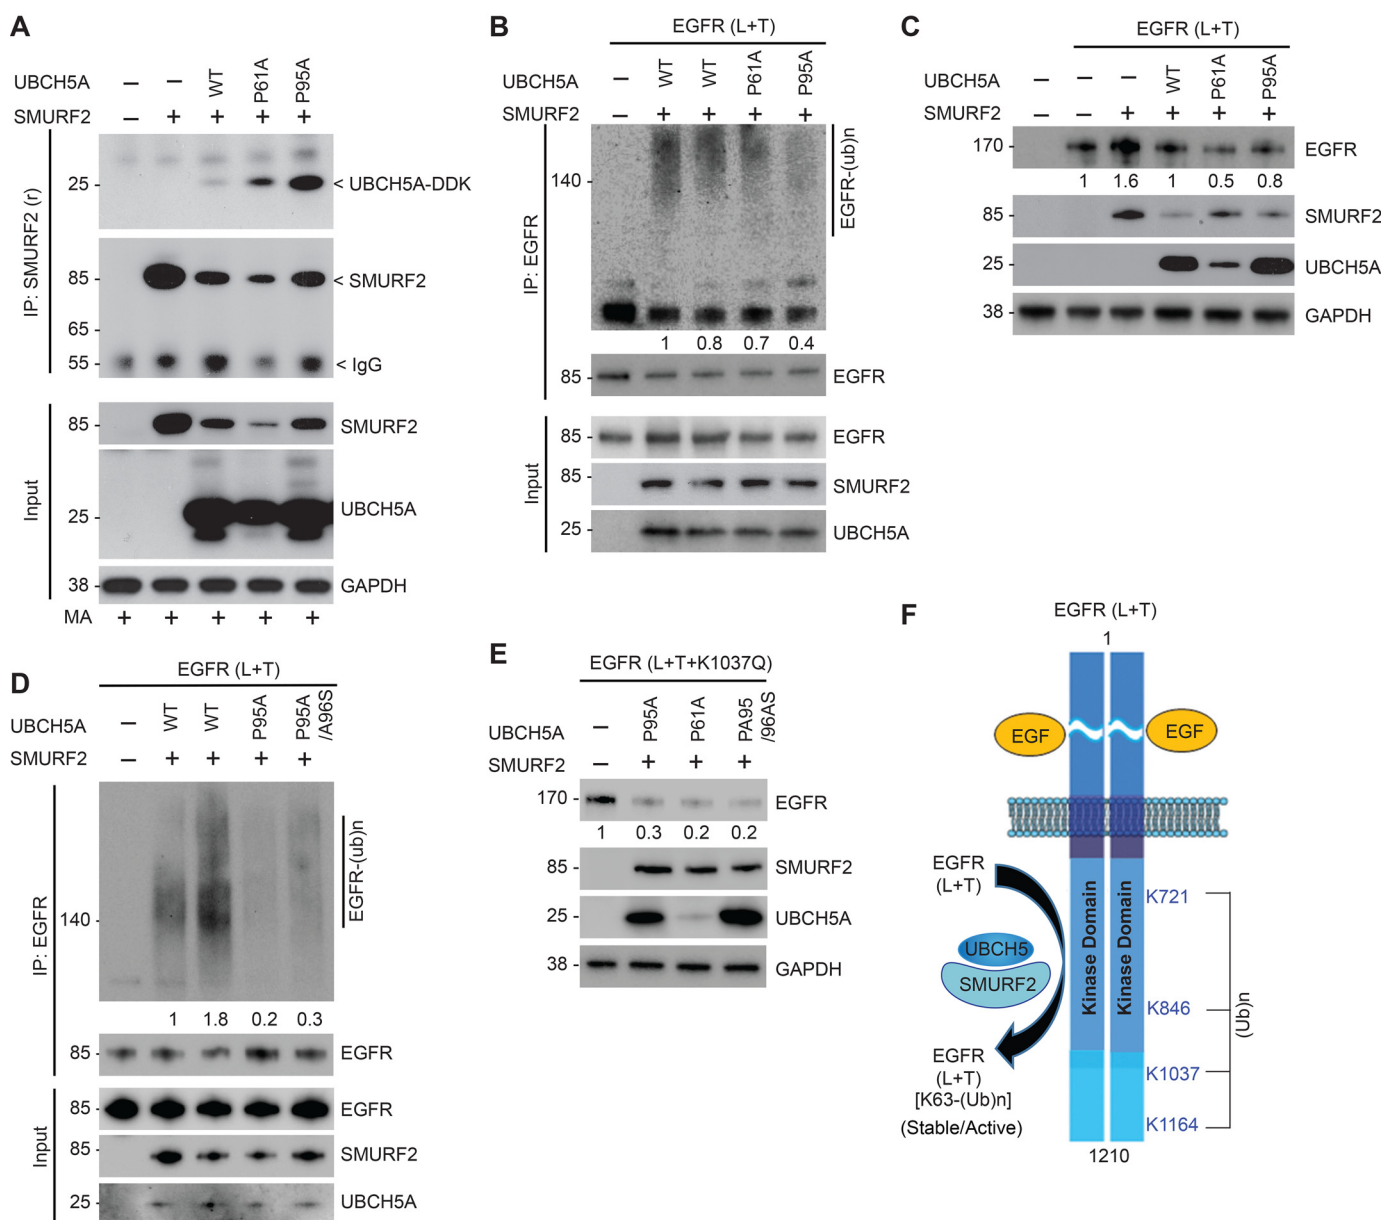 A
UBCH5A – – WT P61A P95A
SMURF2 – + + + +
IP: SMURF2 (r)
25 - < UBCH5A-DDK
85 - < SMURF2
65 -
55 - < IgG
Input
85 - SMURF2
25 - UBCH5A
38 - GAPDH
MA + + + + +
B
EGFR (L+T)
UBCH5A – WT WT P61A P95A
SMURF2 – + + + +
IP: EGFR
140 - EGFR-(ub)n
1 0.8 0.7 0.4
85 - EGFR
Input
85 - EGFR
85 - SMURF2
25 - UBCH5A
C
EGFR (L+T)
UBCH5A – – – WT P61A P95A
SMURF2 – – + + + +
170 - EGFR
1 1.6 1 0.5 0.8
85 - SMURF2
25 - UBCH5A
38 - GAPDH
D
EGFR (L+T)
UBCH5A – WT WT P95A P95A
/A96S
SMURF2 – + + + +
IP: EGFR
140 - EGFR-(ub)n
1 1.8 0.2 0.3
85 - EGFR
Input
85 - EGFR
85 - SMURF2
25 - UBCH5A
E
EGFR (L+T+K1037Q)
UBCH5A – P95A P61A PA95
/96AS
SMURF2 – + + +
170 - EGFR
1 0.3 0.2 0.2
85 - SMURF2
25 - UBCH5A
38 - GAPDH
F
EGFR (L+T)
1
EGF EGF
EGFR
(L+T)
UBCH5
SMURF2
EGFR
(L+T)
[K63-(Ub)n]
(Stable/Active)
Kinase Domain
Kinase Domain
K721
K846
K1037
K1164
(Ub)n
1210